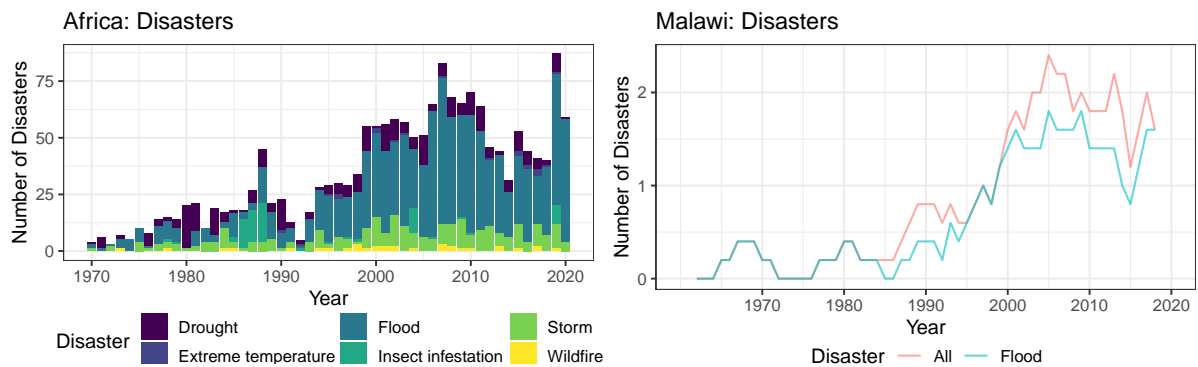 Africa: Disasters
Number of Disasters
75
50
25
0
1970
1980
1990
2000
2010
2020
Year
Disaster
Drought
Flood
Storm
Extreme temperature
Insect infestation
Wildfire
Malawi: Disasters
Number of Disasters
2
1
0
1970
1980
1990
2000
2010
2020
Year
Disaster
All
Flood